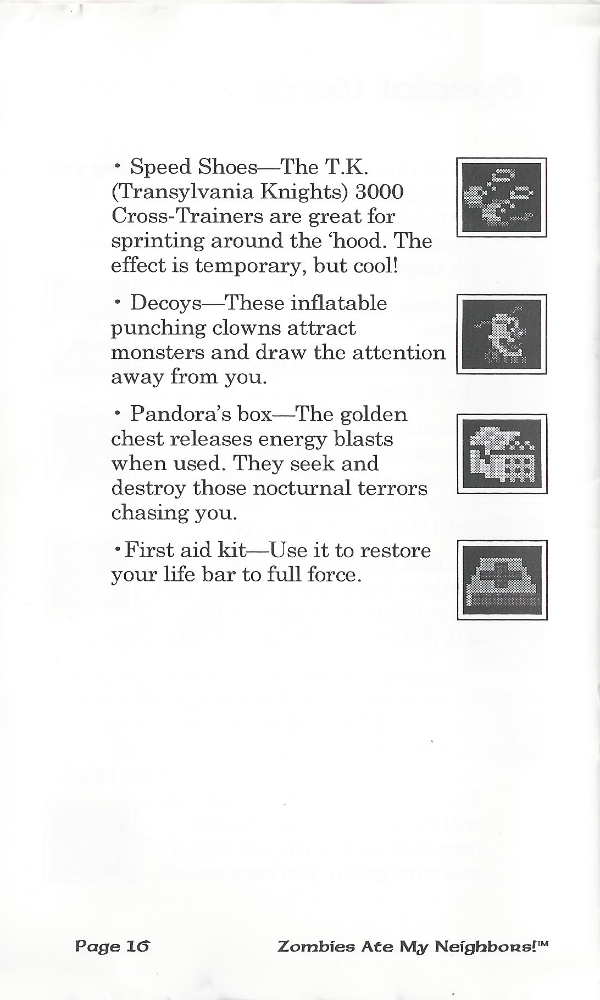 • Speed Shoes—The T.K.
(Transylvania Knights) 3000
Cross-Trainers are great for
sprinting around the ‘hood. The
effect is temporary, but cool!
• Decoys—These inflatable
punching clowns attract
monsters and draw the attention
away from you.
• Pandora’s box—The golden
chest releases energy blasts
when used. They seek and
destroy those nocturnal terrors
chasing you.
•First aid kit—Use it to restore
your life bar to full force.
Page 16
Zombies Ate My Neighbors!™